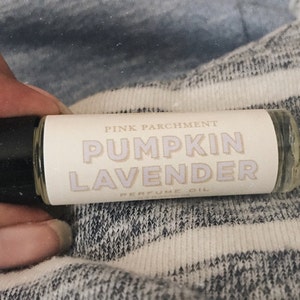 PINK PARCHMENT
PUMPKIN
LAVENDER
PERFUME OIL